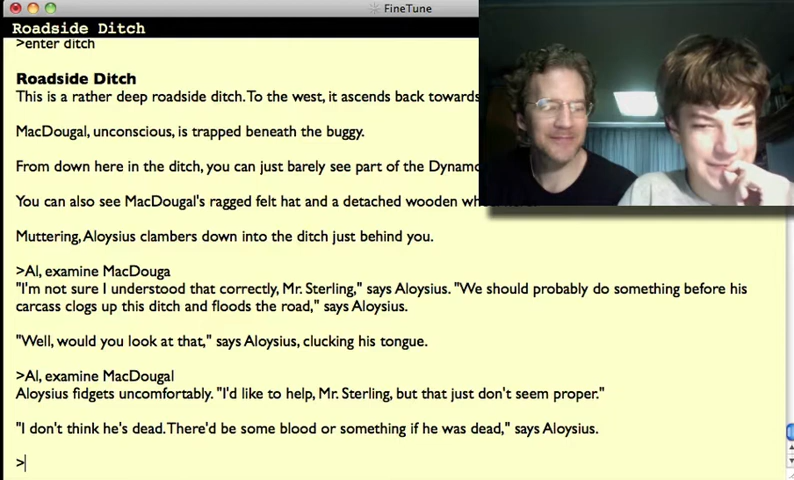 FineTune
Roadside Ditch
>enter ditch
Roadside Ditch
This is a rather deep roadside ditch. To the west, it ascends back towards
MacDougal, unconscious, is trapped beneath the buggy.
From down here in the ditch, you can just barely see part of the Dynamo
You can also see MacDougal's ragged felt hat and a detached wooden
Muttering, Aloysius clambers down into the ditch just behind you.
>Al, examine MacDouga
"I'm not sure I understood that correctly, Mr. Sterling," says Aloysius. "We should probably do something before his
carcass clogs up this ditch and floods the road," says Aloysius.
"Well, would you look at that," says Aloysius, clucking his tongue.
>Al, examine MacDougal
Aloysius fidgets uncomfortably. "I'd like to help, Mr. Sterling, but that just don't seem proper."
"I don't think he's dead. There'd be some blood or something if he was dead," says Aloysius.
>